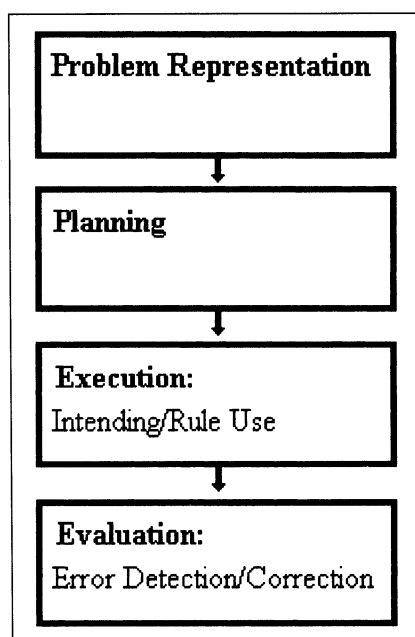 Problem Representation
Planning
Execution:
Intending/Rule Use
Evaluation:
Error Detection/Correction